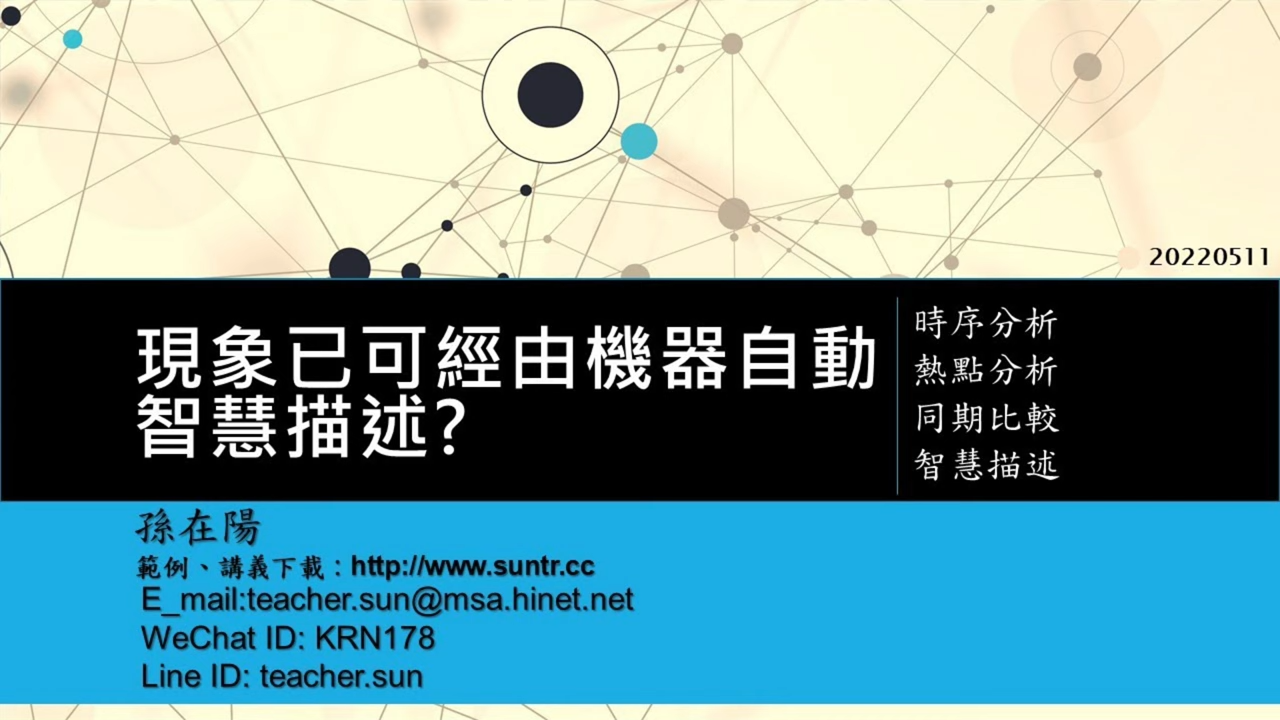 20220511
現象已可經由機器自動
智慧描述?
時序分析
熱點分析
同期比較
智慧描述
孫在陽
範例、講義下載：http://www.suntr.cc
E_mail:teacher.sun@msa.hinet.net
WeChat ID: KRN178
Line ID: teacher.sun